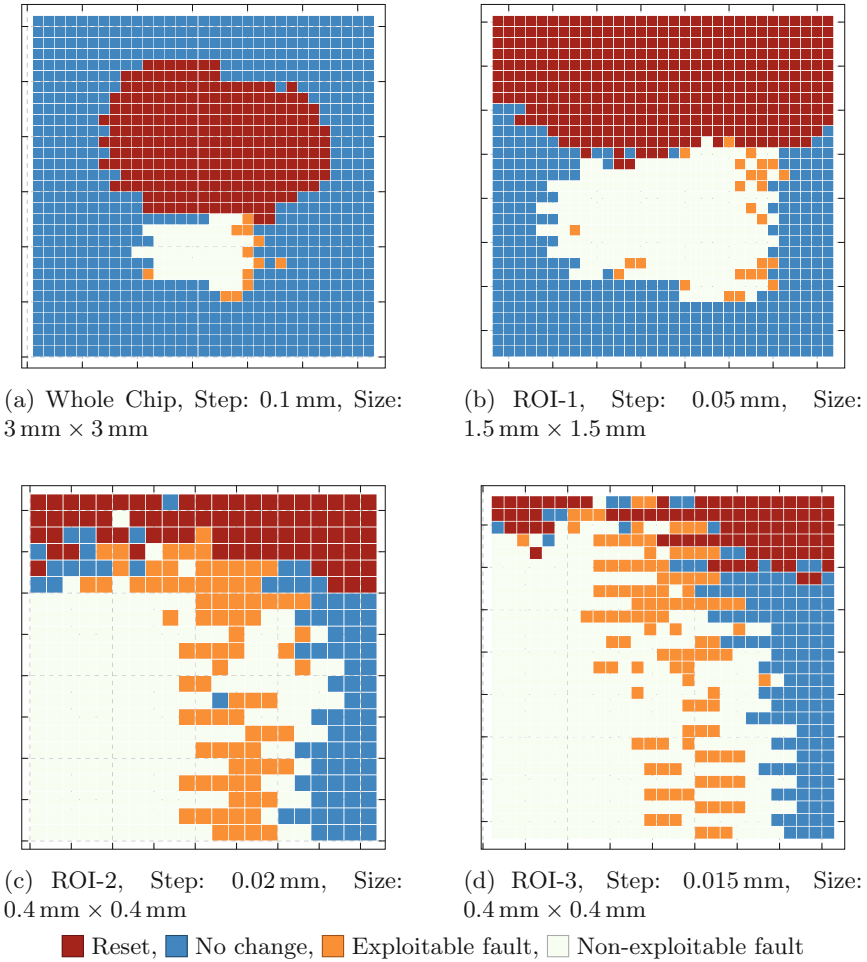 (a) Whole Chip, Step: 0.1 mm, Size:
3 mm × 3 mm
(b) ROI-1, Step: 0.05 mm, Size:
1.5 mm × 1.5 mm
(c) ROI-2, Step: 0.02 mm, Size:
0.4 mm × 0.4 mm
(d) ROI-3, Step: 0.015 mm, Size:
0.4 mm × 0.4 mm
Reset, No change, Exploitable fault, Non-exploitable fault